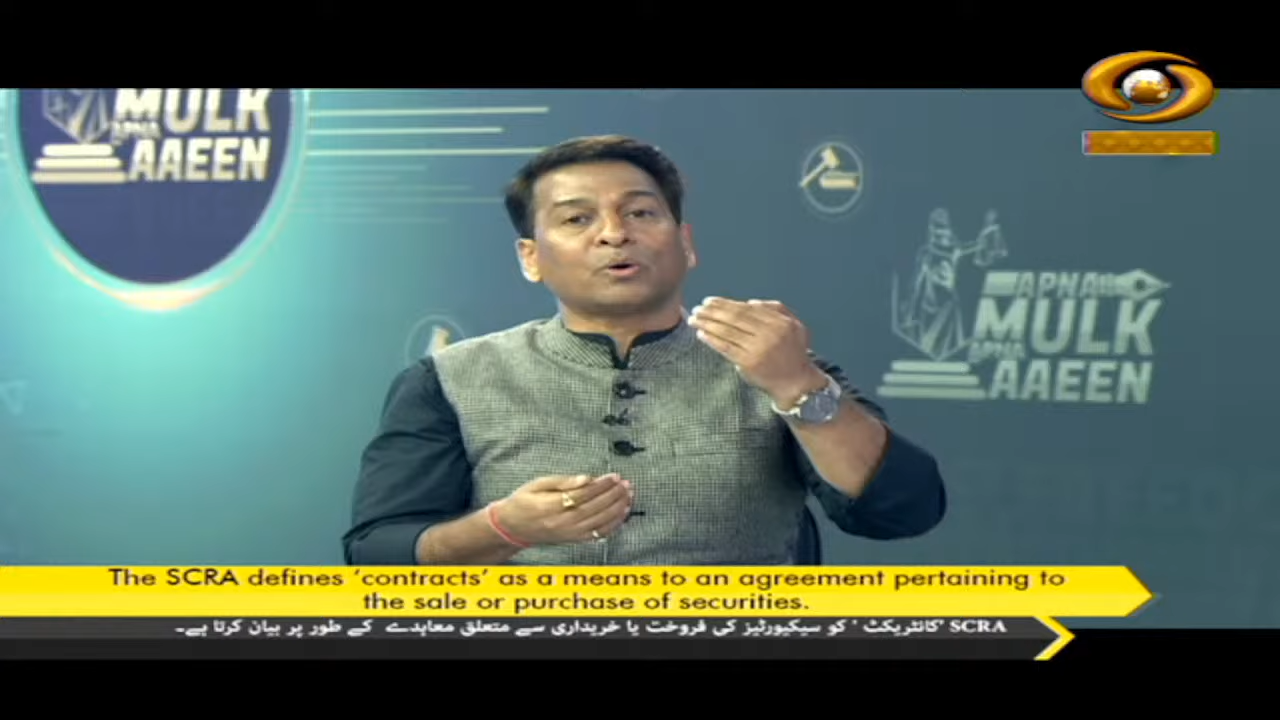 MULK
APNA
AAEEN
APNA
MULK
APNA
AAEEN
The SCRA defines ‘contracts’ as a means to an agreement pertaining to
the sale or purchase of securities.
SCRA 'کانٹریکٹ ' کو سیکیورٹیز کی فروخت یا خریداری سے متعلق معاہدے کے طور پر بیان کرتا ہے۔